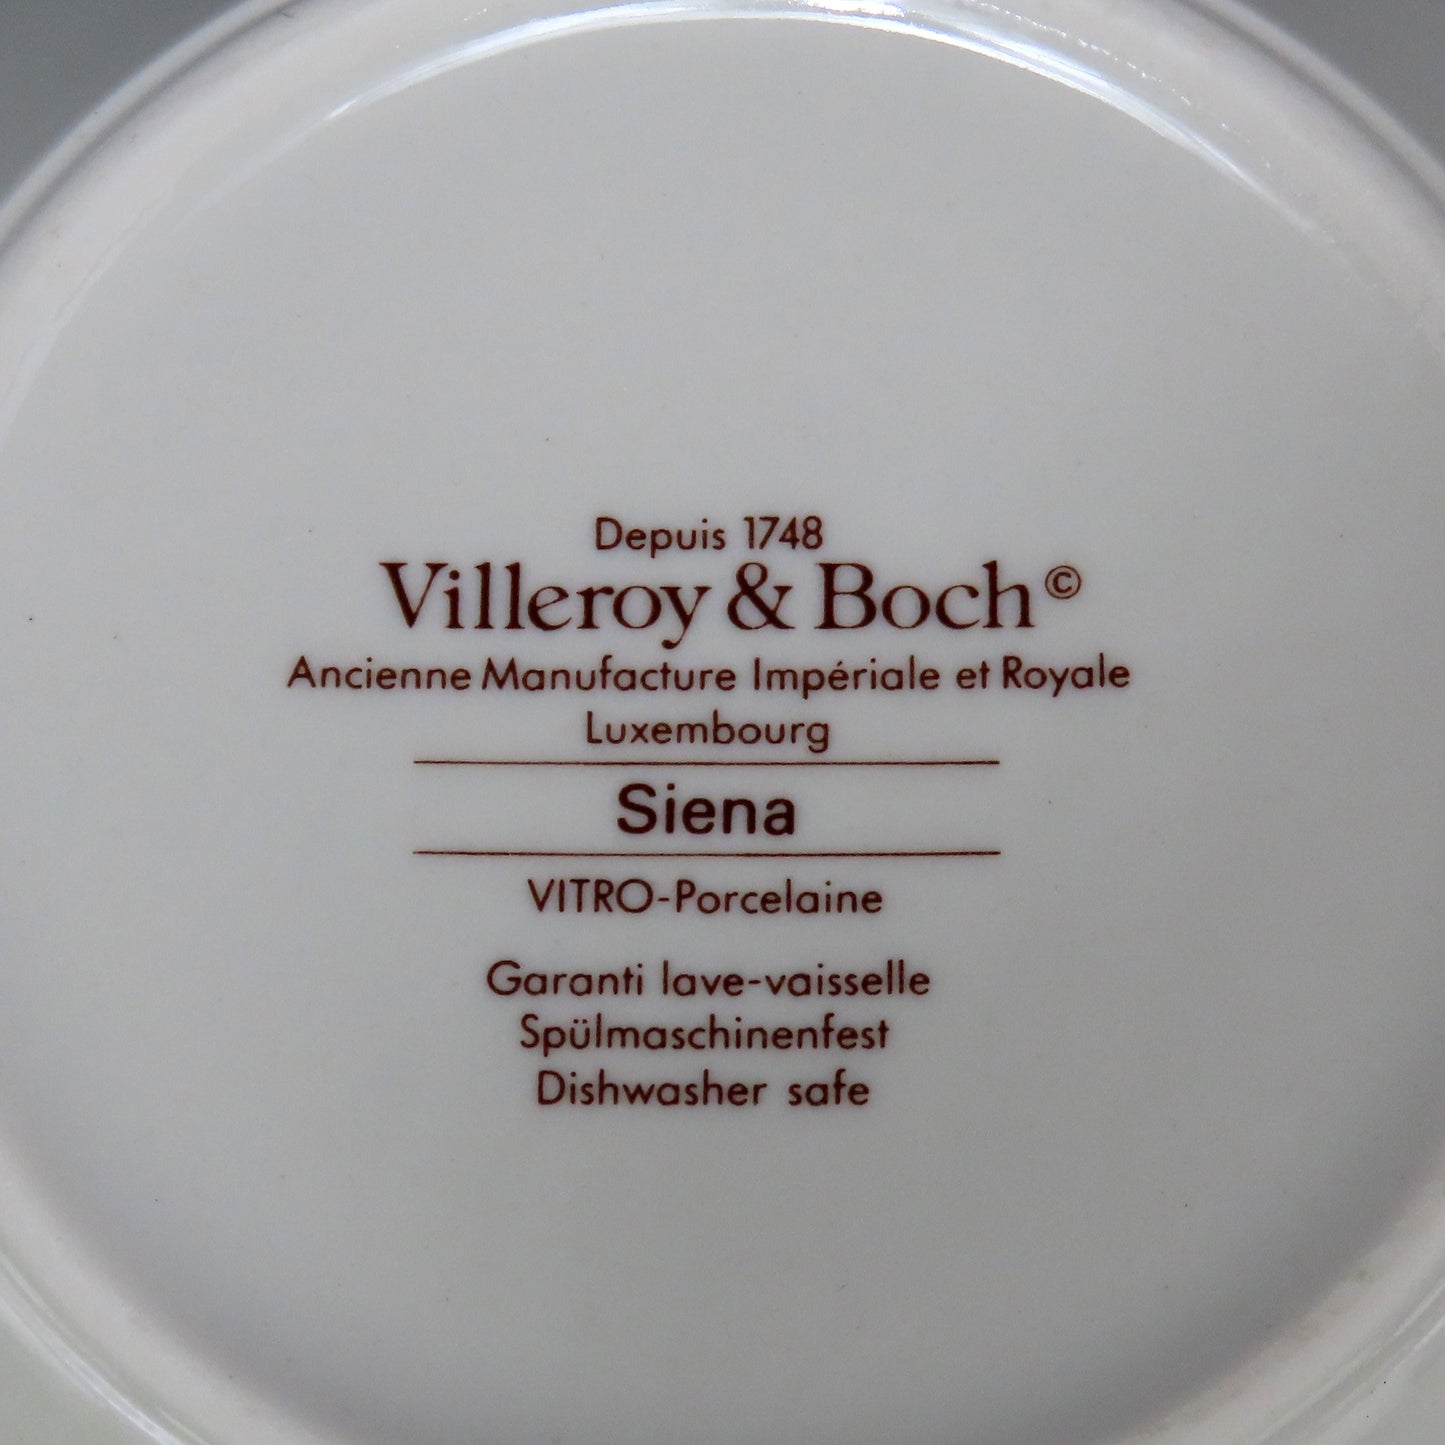 Depuis 1748
Villeroy & Boch©
Ancienne Manufacture Impériale et Royale
Luxembourg
Siena
VITRO-Porcelaine
Garanti lave-vaisselle
Spülmaschinenfest
Dishwasher safe